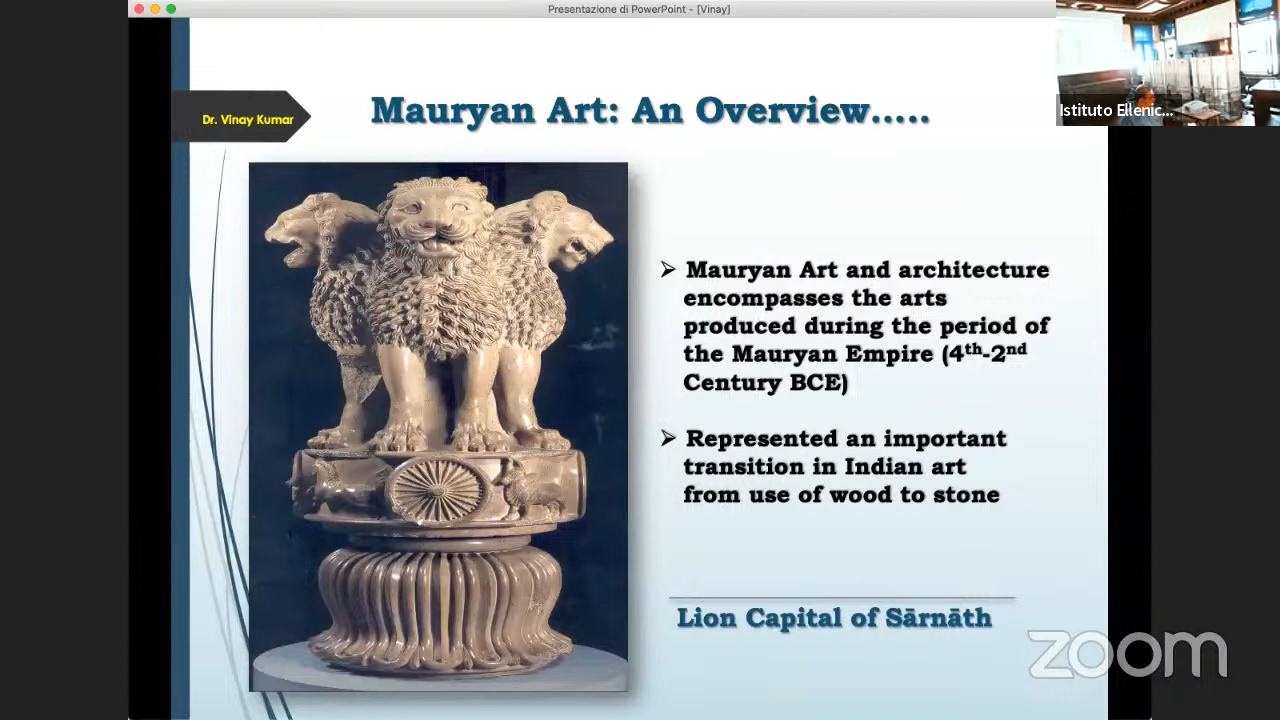 Presentazione di PowerPoint - [Vinay]
Istituto Ellenic...
Dr. Vinay Kumar
Mauryan Art: An Overview.....
➢ Mauryan Art and architecture
encompasses the arts
produced during the period of
the Mauryan Empire (4th-2nd
Century BCE)
➢ Represented an important
transition in Indian art
from use of wood to stone
Lion Capital of Sārnāth
zoom